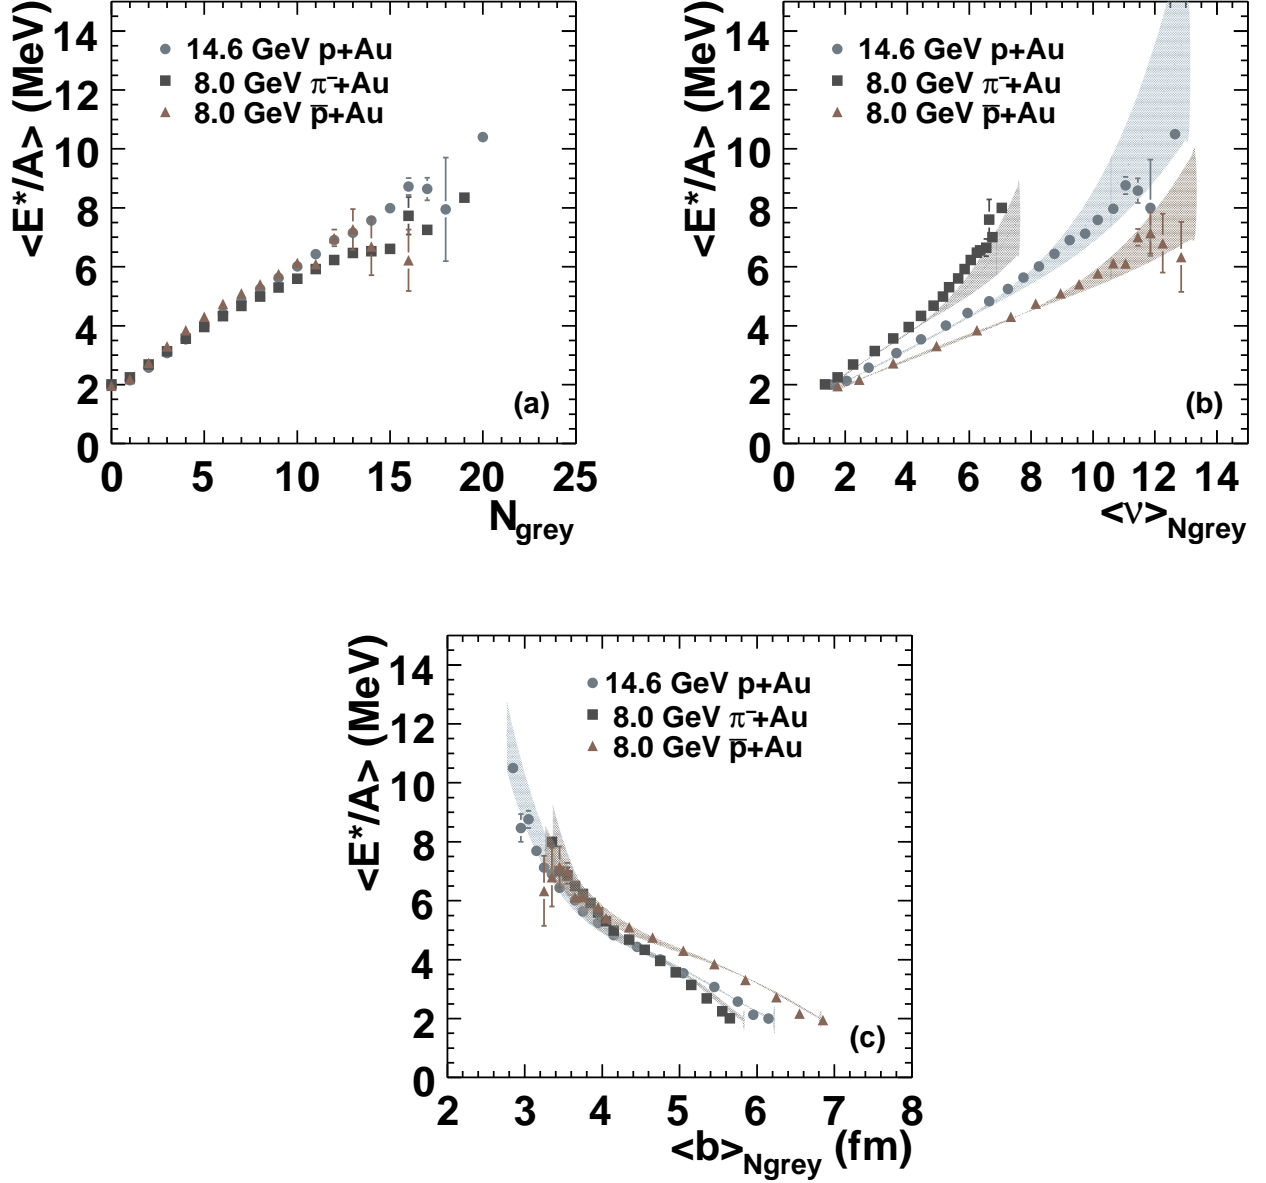 <E*/A> (MeV)
14
12
10
8
6
4
2
0
14.6 GeV p+Au
8.0 GeV π⁻+Au
8.0 GeV p̅+Au
(a)
0 5 10 15 20 25
N_grey
<E*/A> (MeV)
14
12
10
8
6
4
2
0
14.6 GeV p+Au
8.0 GeV π⁻+Au
8.0 GeV p̅+Au
(b)
0 2 4 6 8 10 12 14
<ν>_Ngrey
<E*/A> (MeV)
14
12
10
8
6
4
2
0
14.6 GeV p+Au
8.0 GeV π⁻+Au
8.0 GeV p̅+Au
(c)
2 3 4 5 6 7 8
<b>_Ngrey (fm)